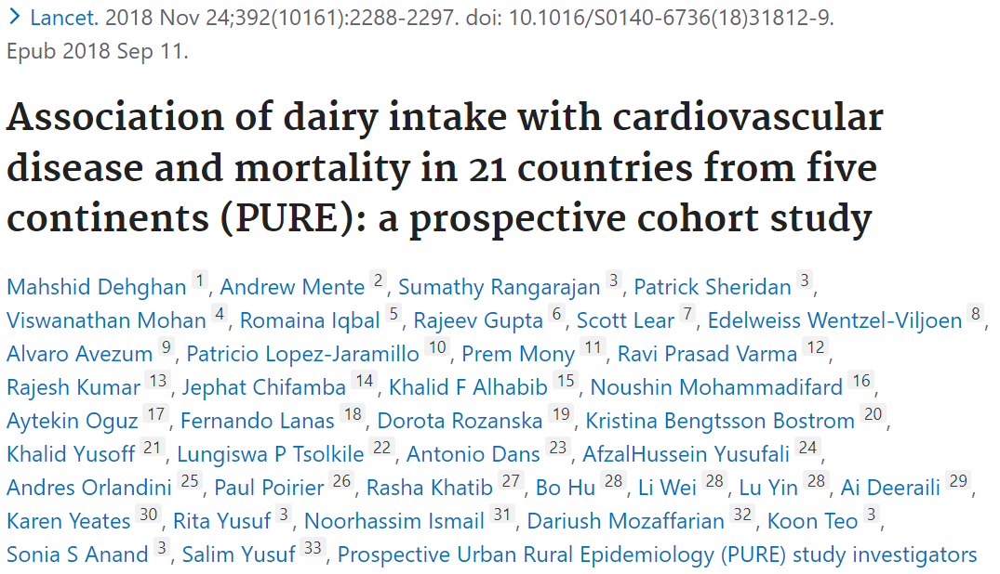 > Lancet. 2018 Nov 24;392(10161):2288-2297. doi: 10.1016/S0140-6736(18)31812-9.
Epub 2018 Sep 11.
Association of dairy intake with cardiovascular
disease and mortality in 21 countries from five
continents (PURE): a prospective cohort study
Mahshid Dehghan 1, Andrew Mente 2, Sumathy Rangarajan 3, Patrick Sheridan 3,
Viswanathan Mohan 4, Romaina Iqbal 5, Rajeev Gupta 6, Scott Lear 7, Edelweiss Wentzel-Viljoen 8,
Alvaro Avezum 9, Patricio Lopez-Jaramillo 10, Prem Mony 11, Ravi Prasad Varma 12,
Rajesh Kumar 13, Jephat Chifamba 14, Khalid F Alhabib 15, Noushin Mohammadifard 16,
Aytekin Oguz 17, Fernando Lanas 18, Dorota Rozanska 19, Kristina Bengtsson Bostrom 20,
Khalid Yusoff 21, Lungiswa P Tsolkile 22, Antonio Dans 23, AfzalHussein Yusufali 24,
Andres Orlandini 25, Paul Poirier 26, Rasha Khatib 27, Bo Hu 28, Li Wei 28, Lu Yin 28, Ai Deeraili 29,
Karen Yeates 30, Rita Yusuf 3, Noorhassim Ismail 31, Dariush Mozaffarian 32, Koon Teo 3,
Sonia S Anand 3, Salim Yusuf 33, Prospective Urban Rural Epidemiology (PURE) study investigators